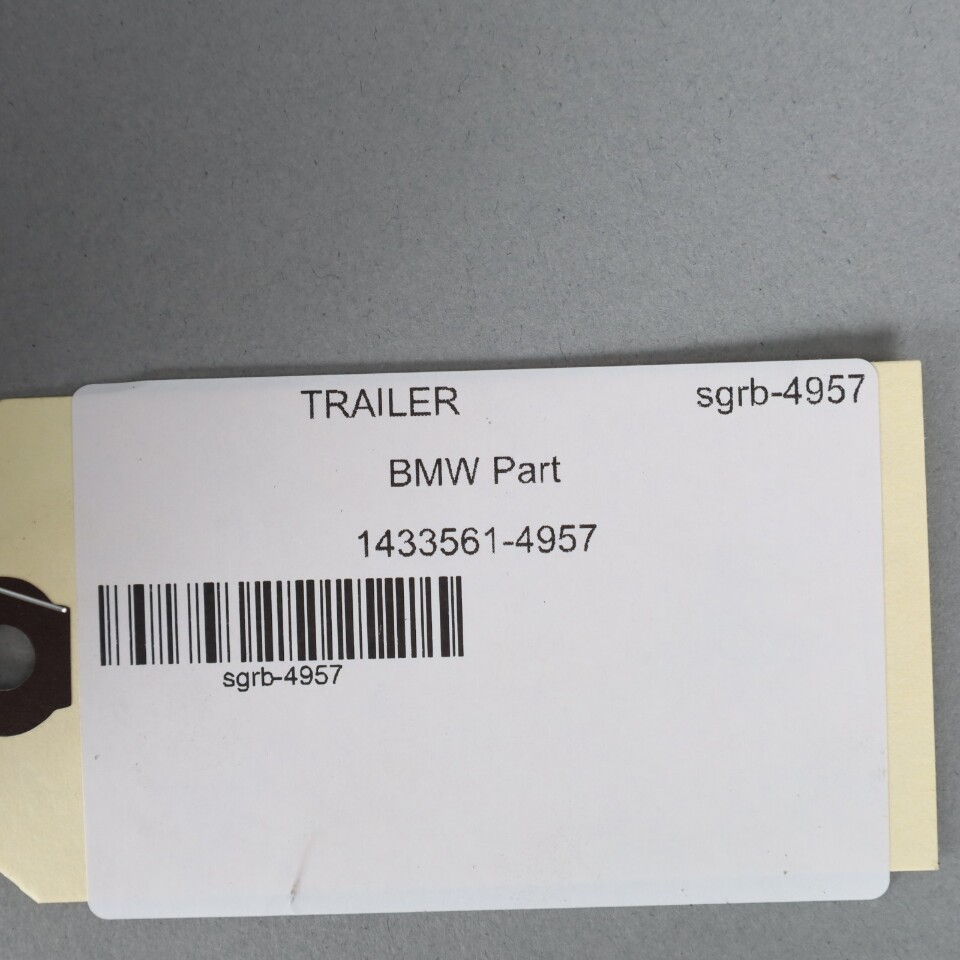 TRAILER sgrb-4957
BMW Part
1433561-4957
sgrb-4957